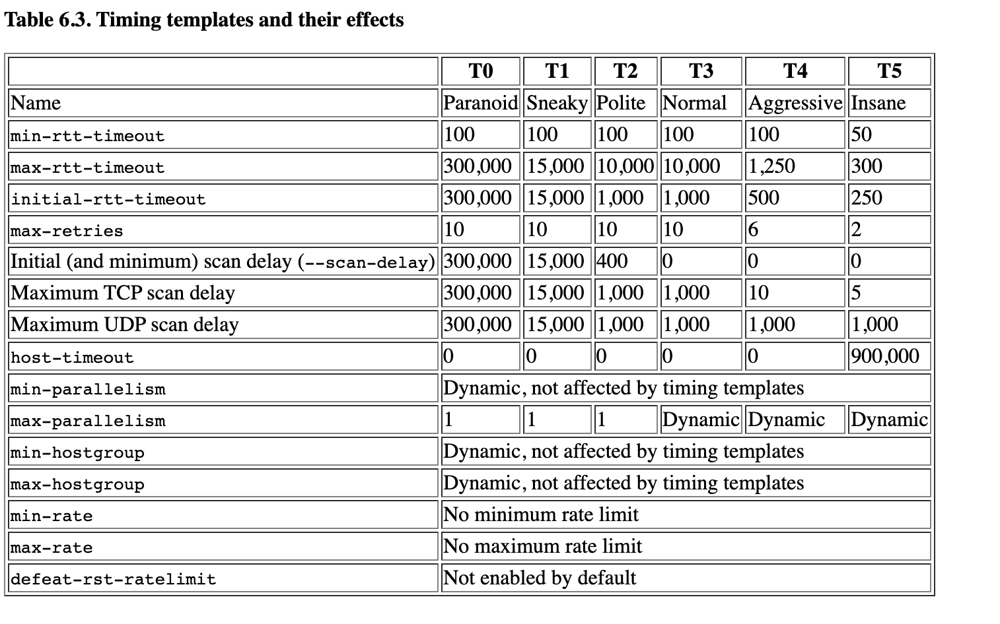 Table 6.3. Timing templates and their effects
T0 T1 T2 T3 T4 T5
Name Paranoid Sneaky Polite Normal Aggressive Insane
min-rtt-timeout 100 100 100 100 100 50
max-rtt-timeout 300,000 15,000 10,000 10,000 1,250 300
initial-rtt-timeout 300,000 15,000 1,000 1,000 500 250
max-retries 10 10 10 10 6 2
Initial (and minimum) scan delay (--scan-delay) 300,000 15,000 400 0 0 0
Maximum TCP scan delay 300,000 15,000 1,000 1,000 10 5
Maximum UDP scan delay 300,000 15,000 1,000 1,000 1,000 1,000
host-timeout 0 0 0 0 0 900,000
min-parallelism Dynamic, not affected by timing templates
max-parallelism 1 1 1 Dynamic Dynamic Dynamic
min-hostgroup Dynamic, not affected by timing templates
max-hostgroup Dynamic, not affected by timing templates
min-rate No minimum rate limit
max-rate No maximum rate limit
defeat-rst-ratelimit Not enabled by default